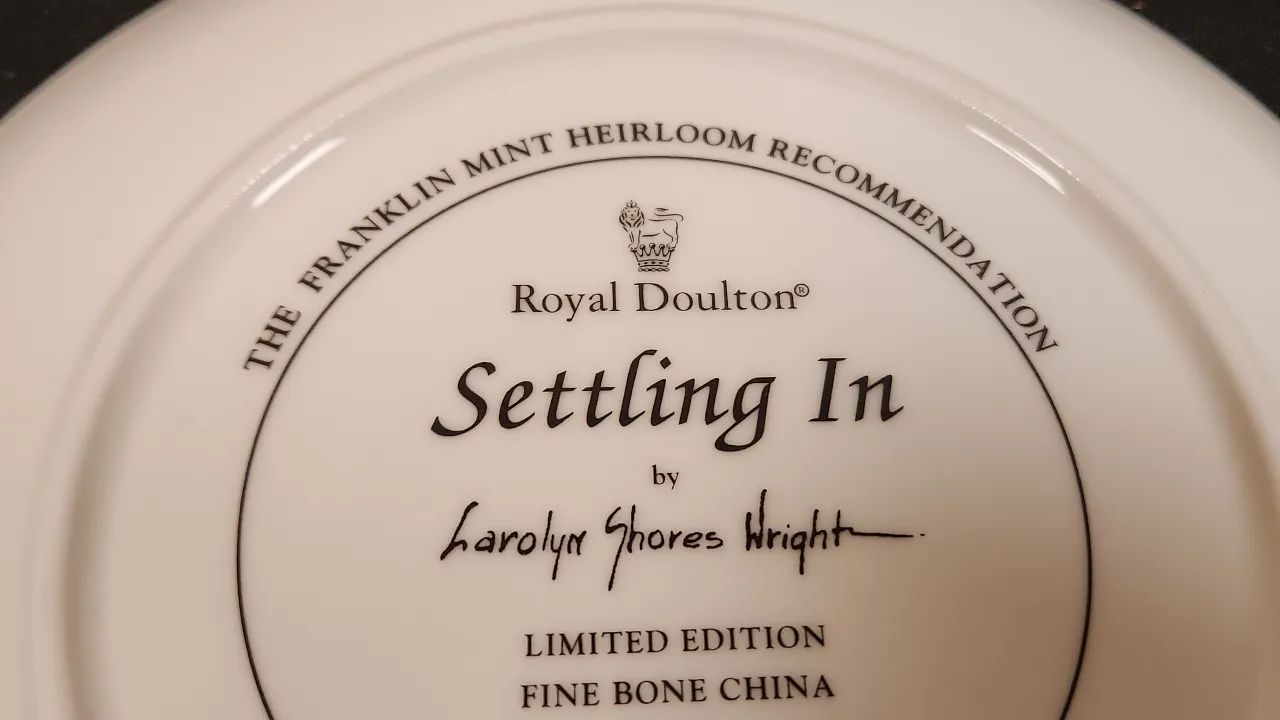 THE FRANKLIN MINT HEIRLOOM RECOMMENDATION
Royal Doulton®
Settling In
by
Carolyn Shores Wright
LIMITED EDITION
FINE BONE CHINA